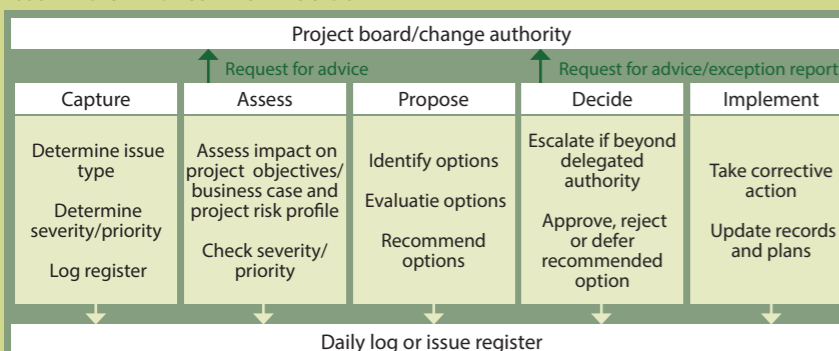 Project board/change authority
Request for advice
Request for advice/exception report
Capture
Assess
Propose
Decide
Implement
Determine issue
type
Determine
severity/priority
Log register
Assess impact on
project objectives/
business case and
project risk profile
Check severity/
priority
Identify options
Evaluatie options
Recommend
options
Escalate if beyond
delegated
authority
Approve, reject
or defer
recommended
option
Take corrective
action
Update records
and plans
Daily log or issue register